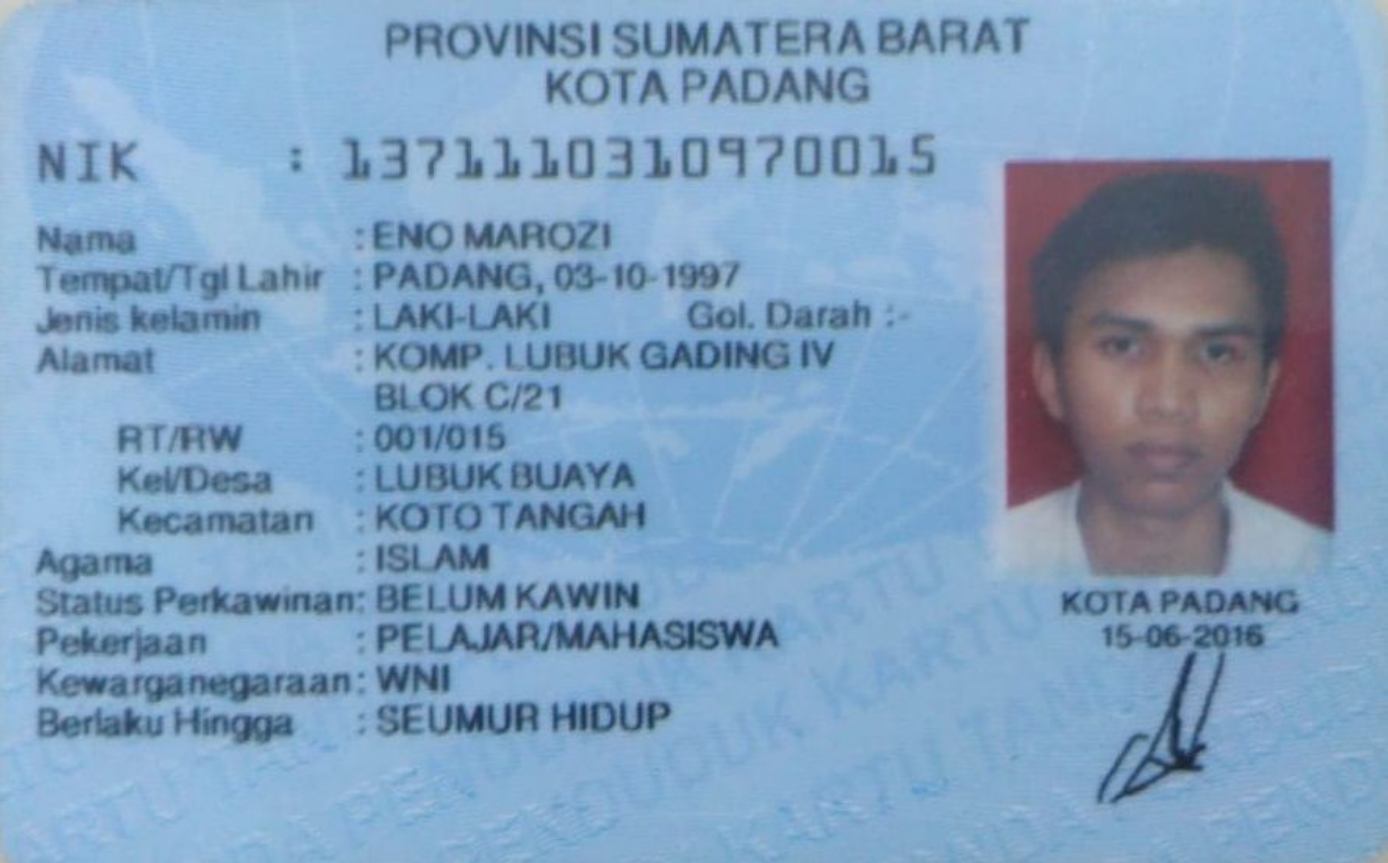 PROVINSI SUMATERA BARAT
KOTA PADANG
NIK : 1371110310970015
Nama : ENO MAROZI
Tempat/Tgl Lahir : PADANG, 03-10-1997
Jenis kelamin : LAKI-LAKI Gol. Darah :-
Alamat : KOMP. LUBUK GADING IV
BLOK C/21
RT/RW : 001/015
Kel/Desa : LUBUK BUAYA
Kecamatan : KOTO TANGAH
Agama : ISLAM
Status Perkawinan: BELUM KAWIN
Pekerjaan : PELAJAR/MAHASISWA
Kewarganegaraan: WNI
Berlaku Hingga : SEUMUR HIDUP
KOTA PADANG
15-06-2016